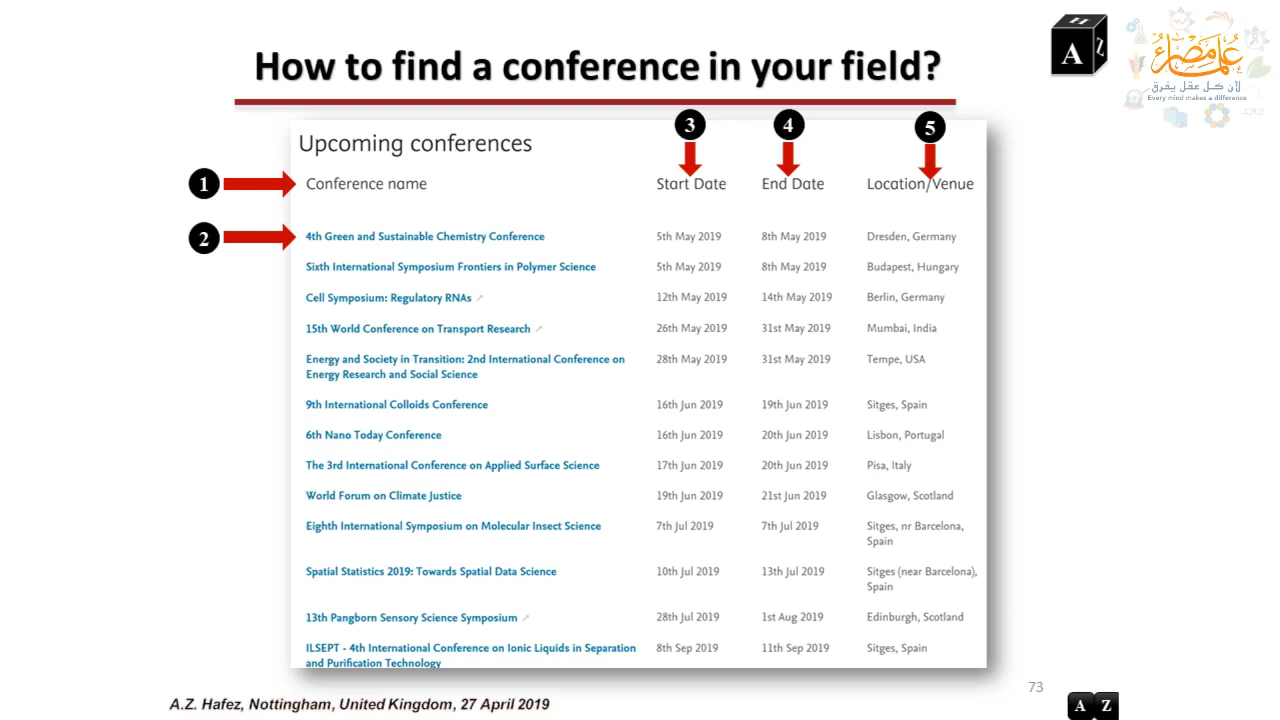 How to find a conference in your field?
H
A
Z
علماء مصر
لأن كل عقل يفرق
Every mind makes a difference
3
4
5
Upcoming conferences
1
Conference name Start Date End Date Location/Venue
2
4th Green and Sustainable Chemistry Conference 5th May 2019 8th May 2019 Dresden, Germany
Sixth International Symposium Frontiers in Polymer Science 5th May 2019 8th May 2019 Budapest, Hungary
Cell Symposium: Regulatory RNAs 12th May 2019 14th May 2019 Berlin, Germany
15th World Conference on Transport Research 26th May 2019 31st May 2019 Mumbai, India
Energy and Society in Transition: 2nd International Conference on 28th May 2019 31st May 2019 Tempe, USA
Energy Research and Social Science
9th International Colloids Conference 16th Jun 2019 19th Jun 2019 Sitges, Spain
6th Nano Today Conference 16th Jun 2019 20th Jun 2019 Lisbon, Portugal
The 3rd International Conference on Applied Surface Science 17th Jun 2019 20th Jun 2019 Pisa, Italy
World Forum on Climate Justice 19th Jun 2019 21st Jun 2019 Glasgow, Scotland
Eighth International Symposium on Molecular Insect Science 7th Jul 2019 7th Jul 2019 Sitges, nr Barcelona,
Spain
Spatial Statistics 2019: Towards Spatial Data Science 10th Jul 2019 13th Jul 2019 Sitges (near Barcelona),
Spain
13th Pangborn Sensory Science Symposium 28th Jul 2019 1st Aug 2019 Edinburgh, Scotland
ILSEPT - 4th International Conference on Ionic Liquids in Separation 8th Sep 2019 11th Sep 2019 Sitges, Spain
and Purification Technology
73
A.Z. Hafez, Nottingham, United Kingdom, 27 April 2019
A Z